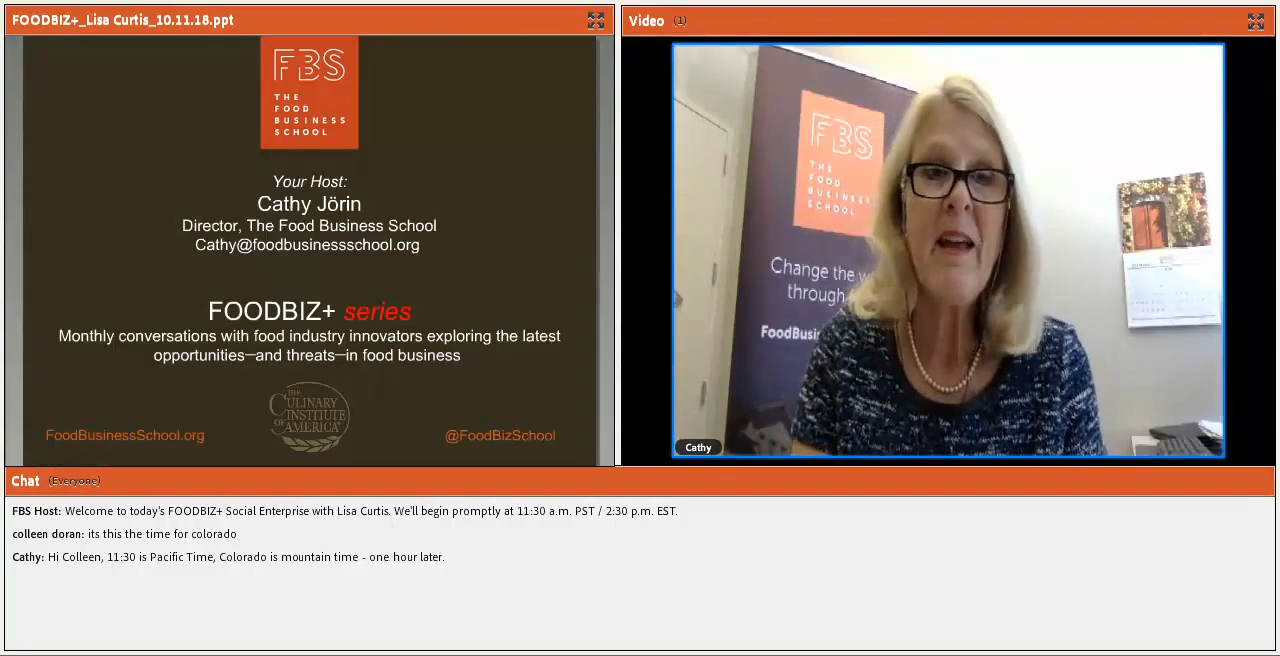 FOODBIZ+_Lisa Curtis_10.11.18.ppt
FBS
THE
FOOD
BUSINESS
SCHOOL
Your Host:
Cathy Jörin
Director, The Food Business School
Cathy@foodbusinessschool.org
FOODBIZ+ series
Monthly conversations with food industry innovators exploring the latest
opportunities—and threats—in food business
THE
CULINARY
INSTITUTE
OF AMERICA
FoodBusinessSchool.org
@FoodBizSchool
Video (1)
FBS
THE
FOOD
BUSINESS
SCHOOL
Change the
through
FoodBusi
Cathy
Chat (Everyone)
FBS Host: Welcome to today's FOODBIZ+ Social Enterprise with Lisa Curtis. We'll begin promptly at 11:30 a.m. PST / 2:30 p.m. EST.
colleen doran: its this the time for colorado
Cathy: Hi Colleen, 11:30 is Pacific Time, Colorado is mountain time - one hour later.